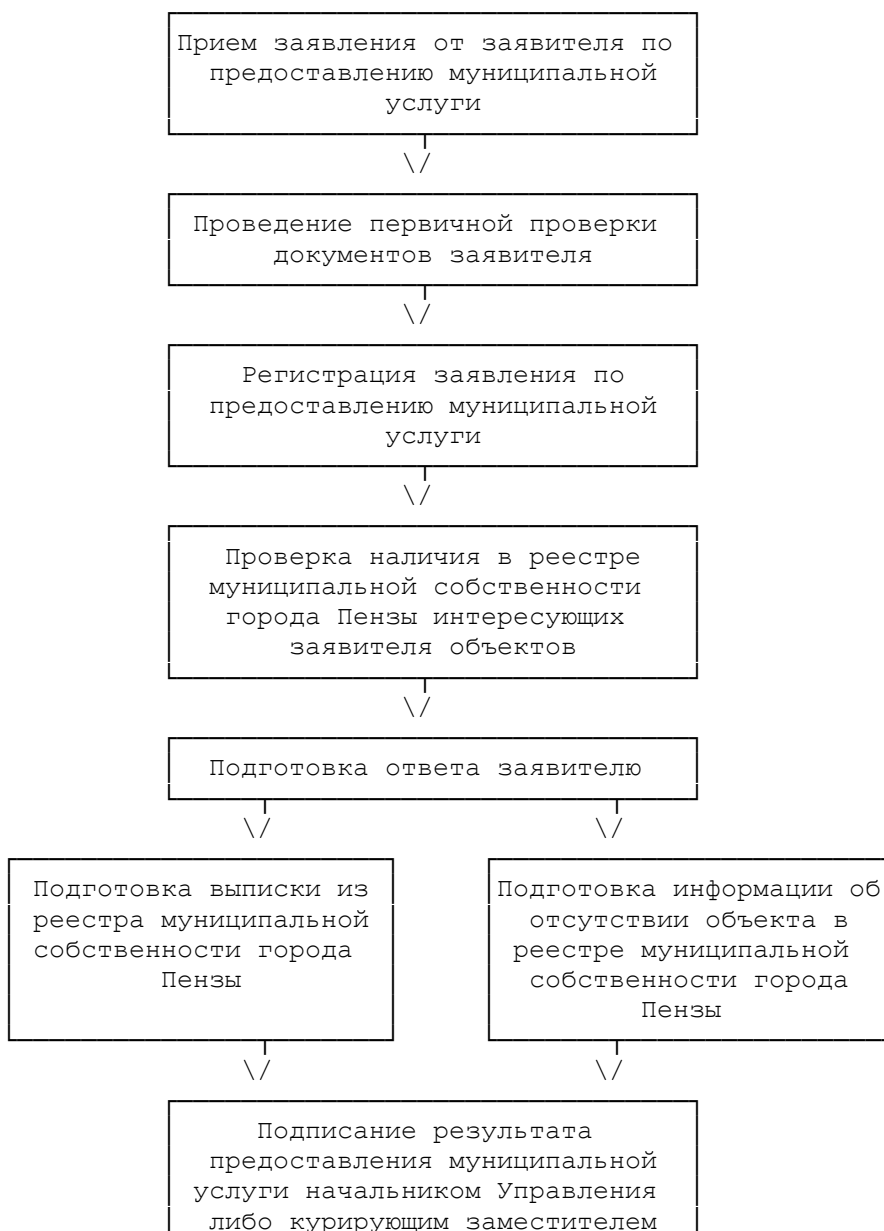 Прием заявления от заявителя по
предоставлению муниципальной
услуги
\/
Проведение первичной проверки
документов заявителя
\/
Регистрация заявления по
предоставлению муниципальной
услуги
\/
Проверка наличия в реестре
муниципальной собственности
города Пензы интересующих
заявителя объектов
\/
Подготовка ответа заявителю
\/ \/
Подготовка выписки из
реестра муниципальной
собственности города
Пензы
Подготовка информации об
отсутствии объекта в
реестре муниципальной
собственности города
Пензы
\/ \/
Подписание результата
предоставления муниципальной
услуги начальником Управления
либо курирующим заместителем